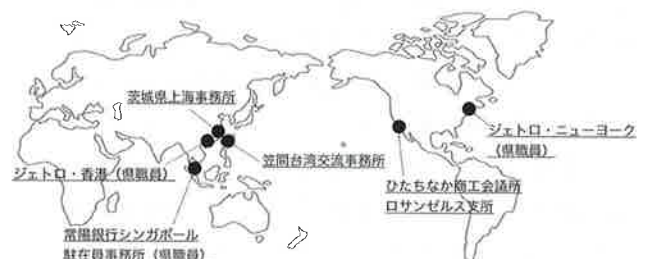 茨城県上海事務所
ジェトロ・ニューヨーク
（県職員）
笠間台湾交流事務所
ジェトロ・香港（県職員）
ひたちなか商工会議所
ロサンゼルス支所
常陽銀行シンガポール
駐在員事務所（県職員）